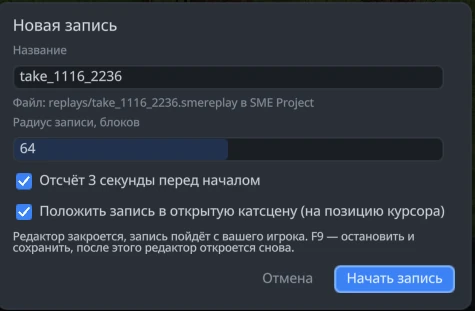 Новая запись
Название
take_1116_2236
Файл: replays/take_1116_2236.smereplay в SME Project
Радиус записи, блоков
64
Отсчёт 3 секунды перед началом
Положить запись в открытую катсцену (на позицию курсора)
Редактор закроется, запись пойдёт с вашего игрока. F9 — остановить и
сохранить, после этого редактор откроется снова.
Отмена
Начать запись